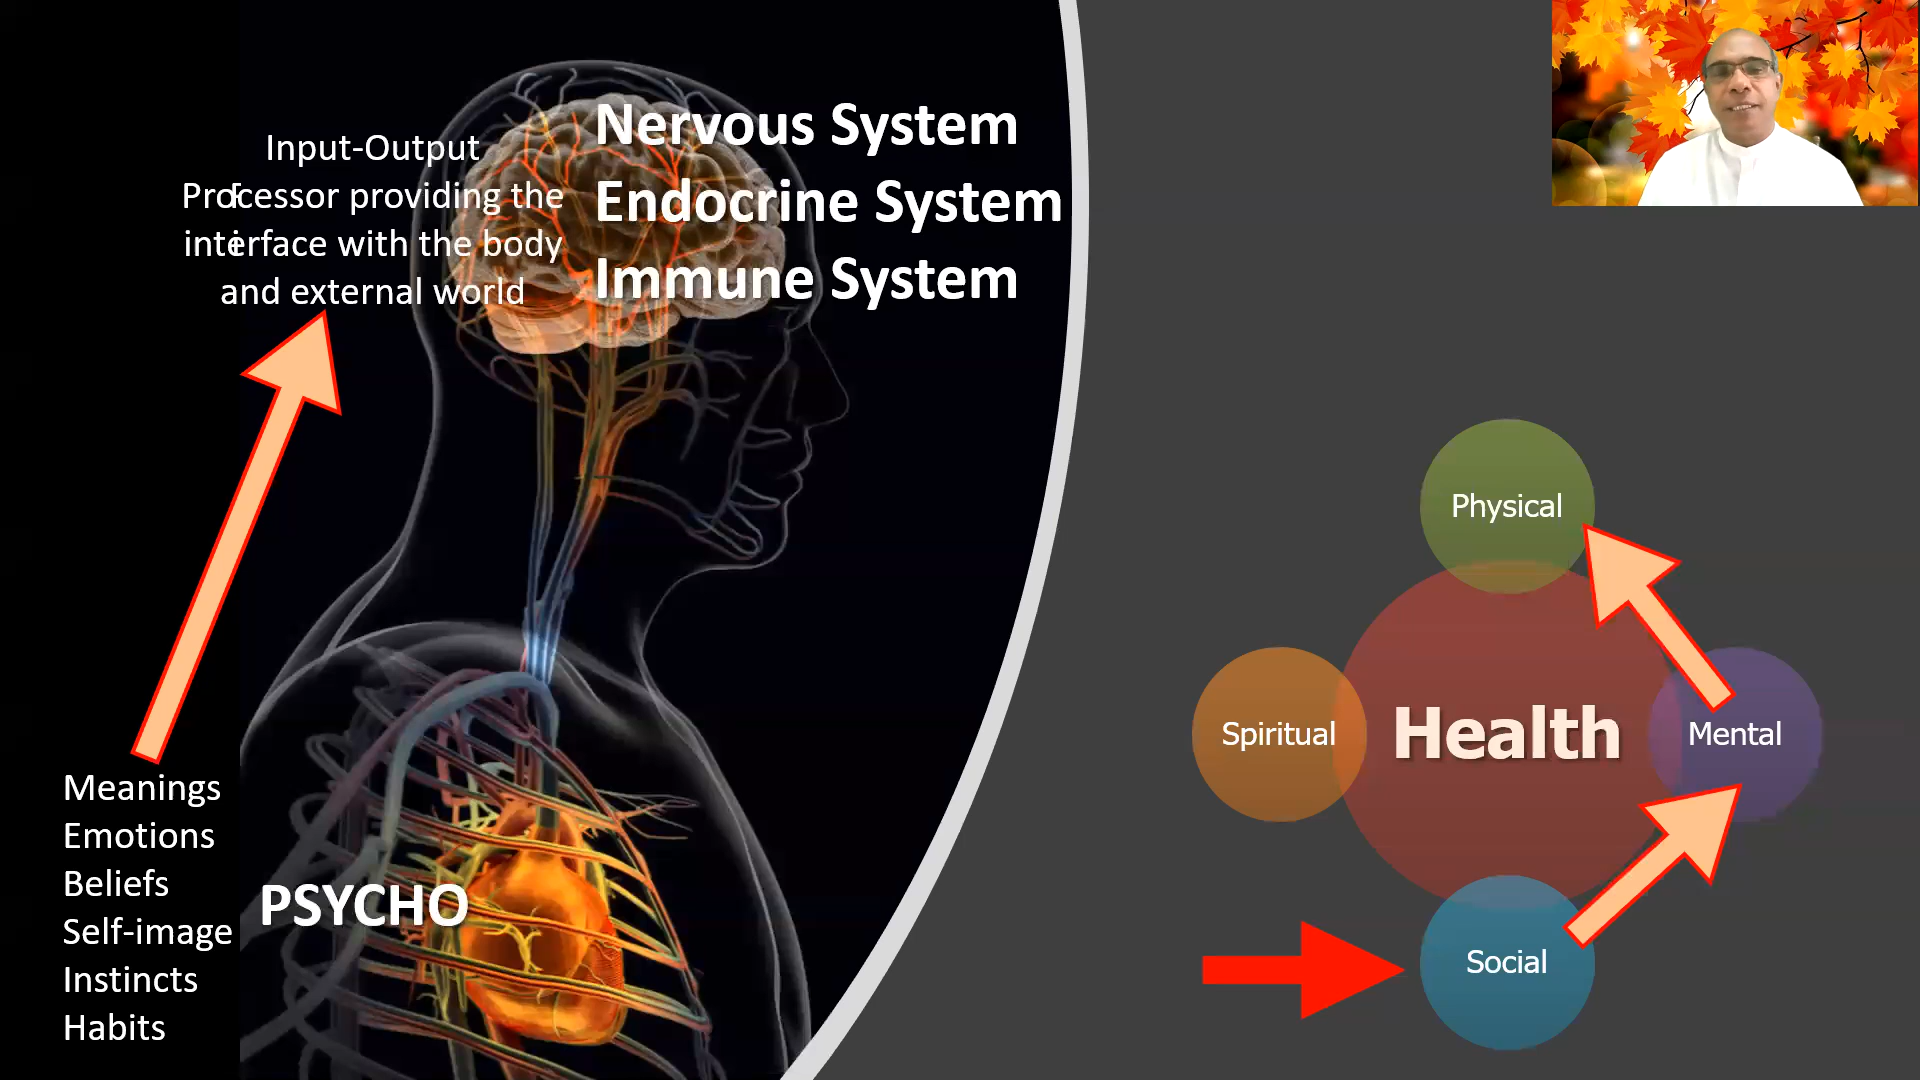 Input-Output
Processor providing the
interface with the body
and external world
Nervous System
Endocrine System
Immune System
Meanings
Emotions
Beliefs
Self-image
Instincts
Habits
PSYCHO
Physical
Spiritual
Health
Mental
Social